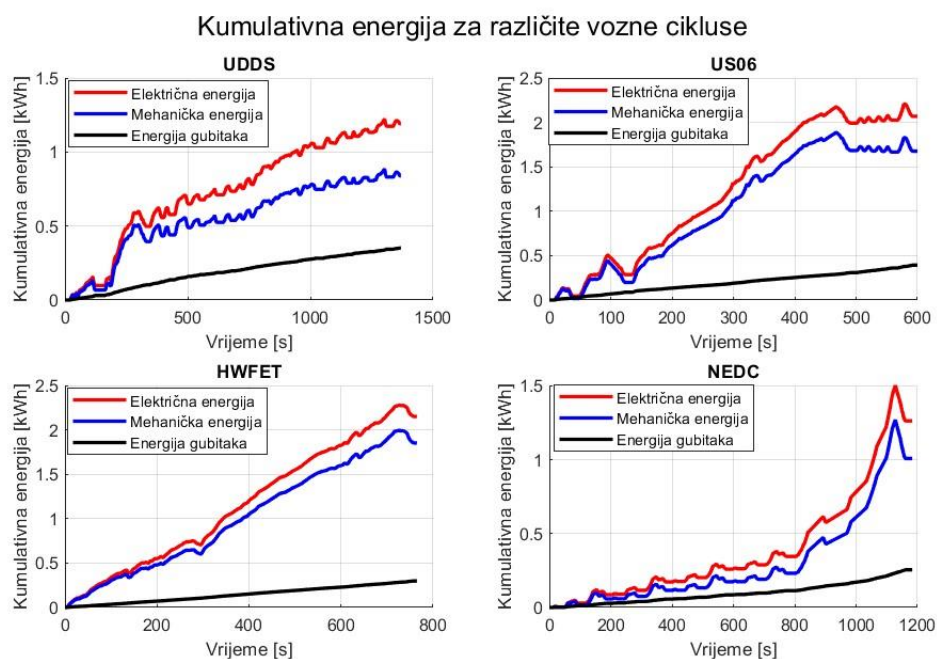 Kumulativna energija za različite vozne cikluse
UDDS
Kumulativna energija [kWh]
1.5
1
0.5
0
Električna energija
Mehanička energija
Energija gubitaka
0 500 1000 1500
Vrijeme [s]
US06
Kumulativna energija [kWh]
2.5
2
1.5
1
0.5
0
Električna energija
Mehanička energija
Energija gubitaka
0 100 200 300 400 500 600
Vrijeme [s]
HWFET
Kumulativna energija [kWh]
2.5
2
1.5
1
0.5
0
Električna energija
Mehanička energija
Energija gubitaka
0 200 400 600 800
Vrijeme [s]
NEDC
Kumulativna energija [kWh]
1.5
1
0.5
0
Električna energija
Mehanička energija
Energija gubitaka
0 200 400 600 800 1000 1200
Vrijeme [s]